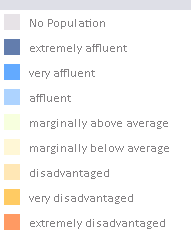 No Population
extremely affluent
very affluent
affluent
marginally above average
marginally below average
disadvantaged
very disadvantaged
extremely disadvantaged